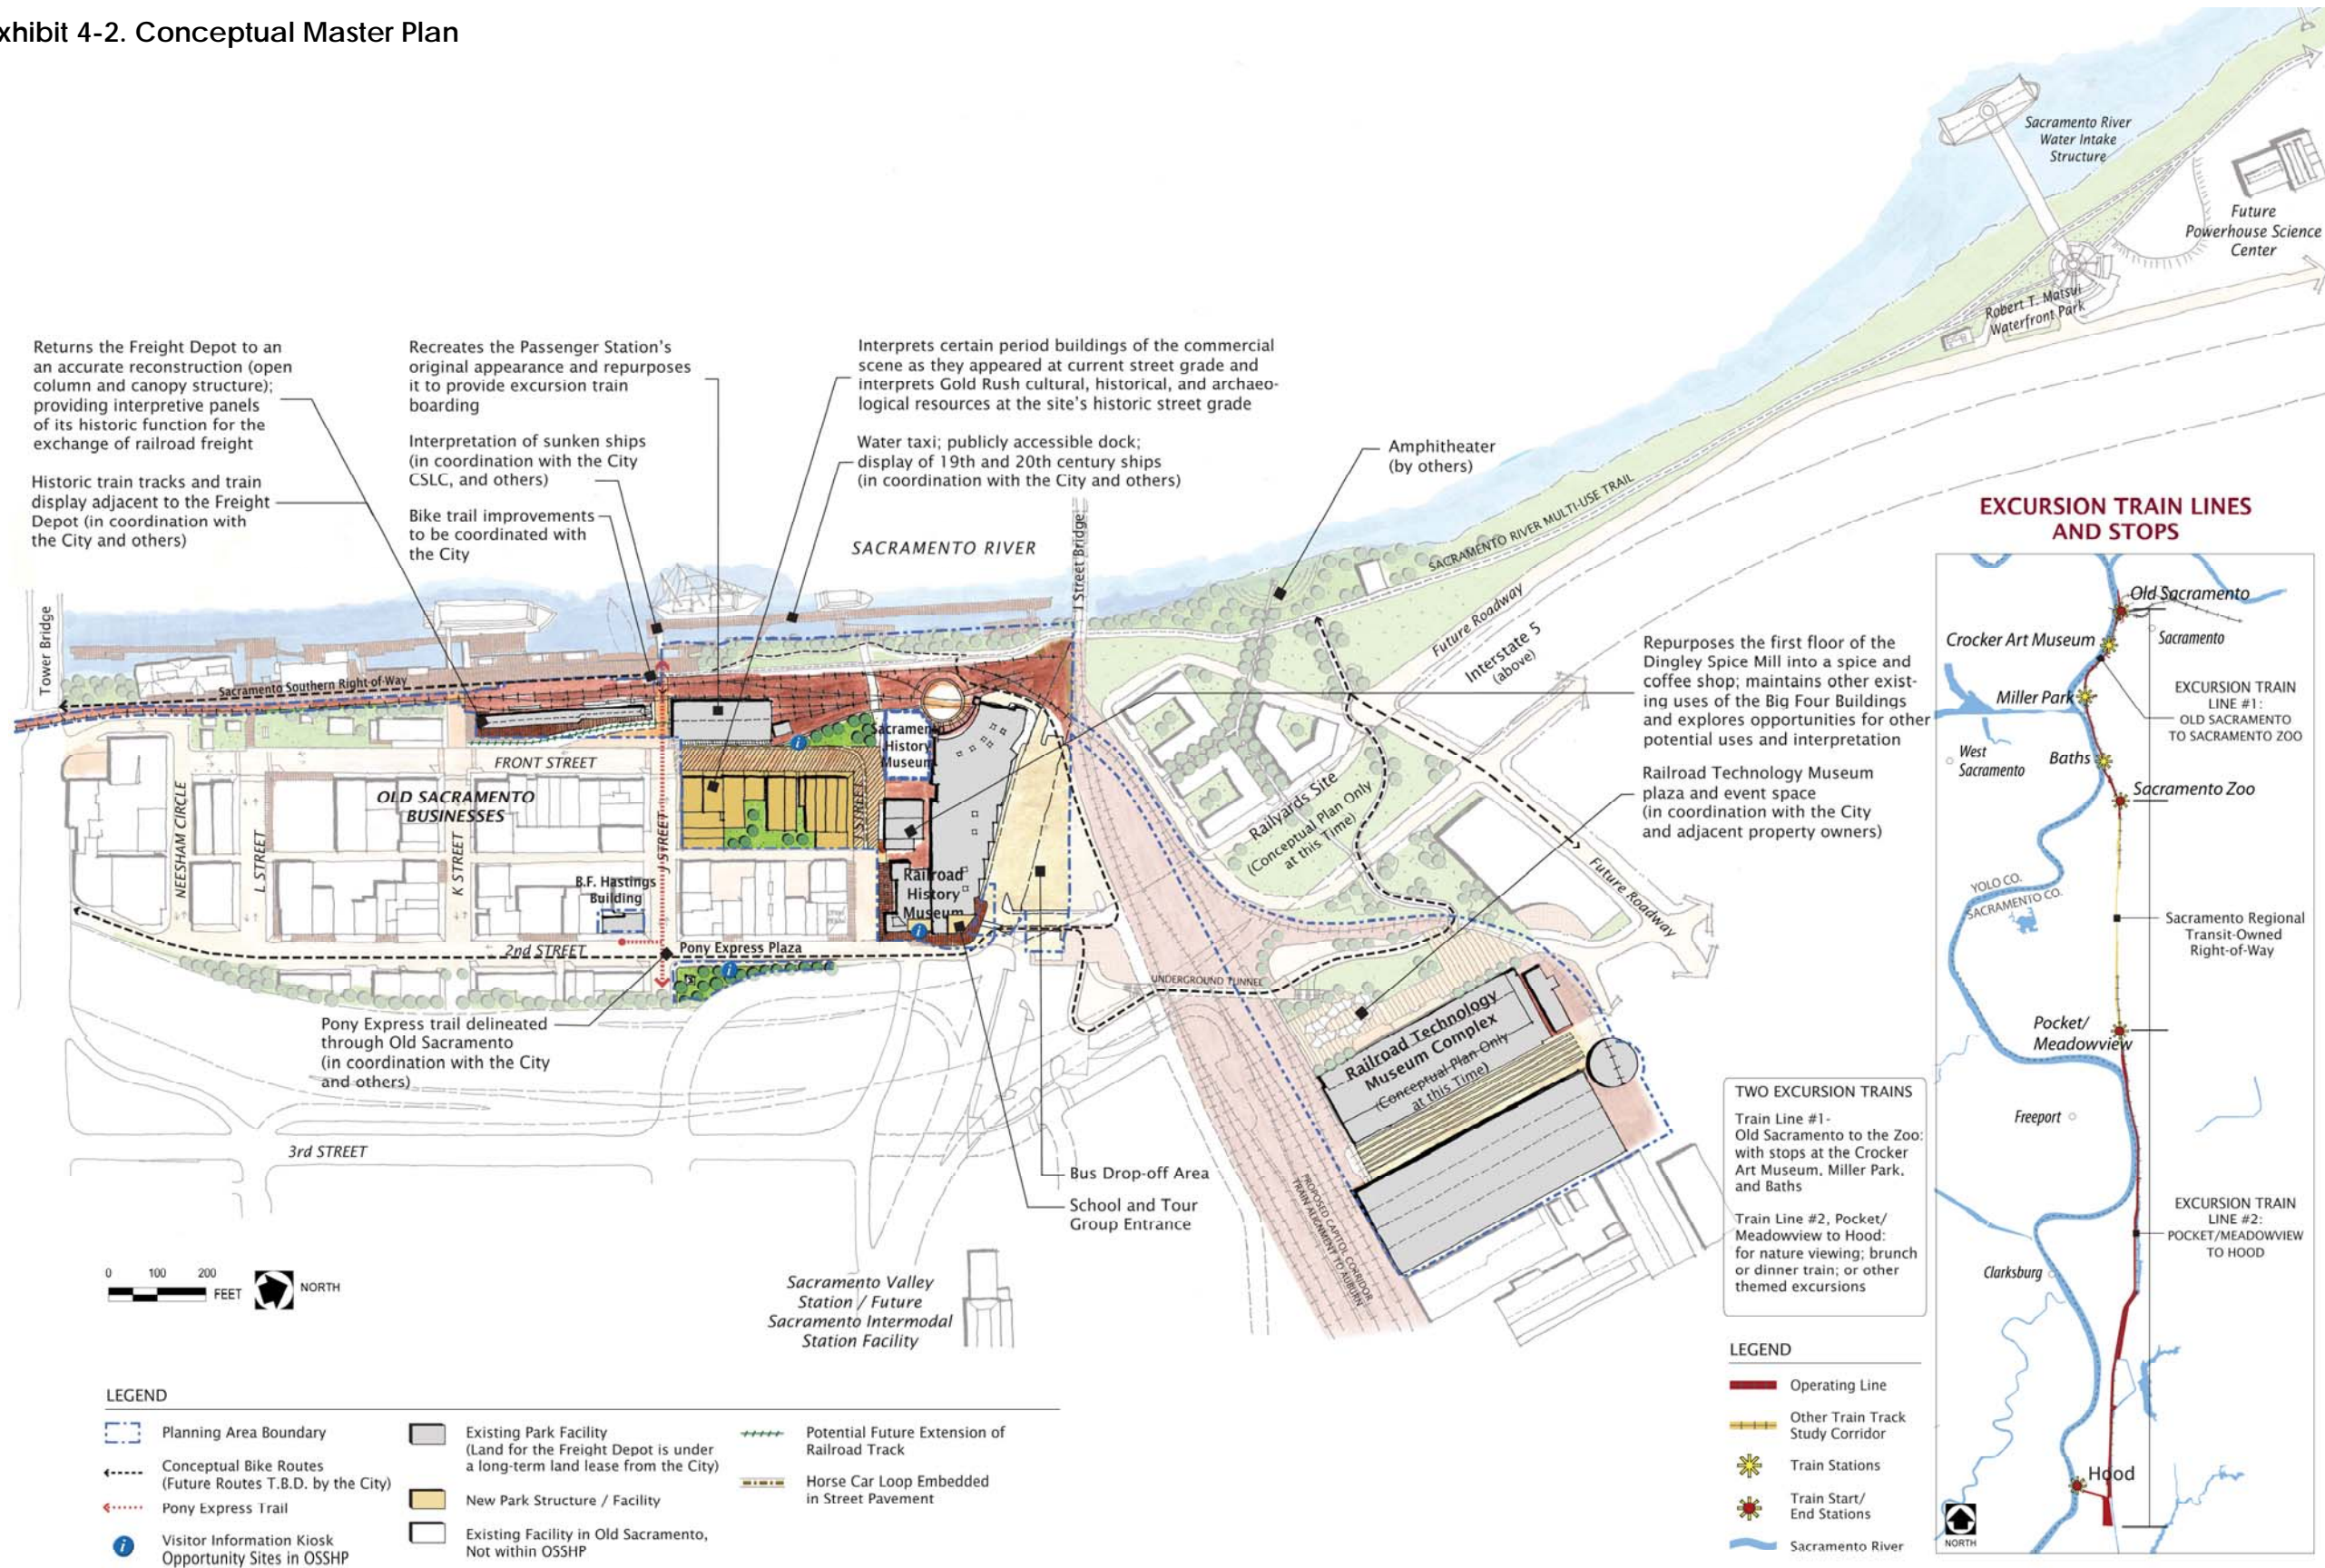 xhibit 4-2. Conceptual Master Plan
Sacramento River
Water Intake
Structure
Future
Powerhouse Science
Center
Robert T. Matsui
Waterfront Park
Returns the Freight Depot to an
an accurate reconstruction (open
column and canopy structure);
providing interpretive panels
of its historic function for the
exchange of railroad freight
Historic train tracks and train
display adjacent to the Freight
Depot (in coordination with
the City and others)
Recreates the Passenger Station's
original appearance and repurposes
it to provide excursion train
boarding
Interpretation of sunken ships
(in coordination with the City
CSLC, and others)
Bike trail improvements
to be coordinated with
the City
Interprets certain period buildings of the commercial
scene as they appeared at current street grade and
interprets Gold Rush cultural, historical, and archaeo-
logical resources at the site's historic street grade
Water taxi; publicly accessible dock;
display of 19th and 20th century ships
(in coordination with the City and others)
Amphitheater
(by others)
SACRAMENTO RIVER
I Street Bridge
SACRAMENTO RIVER MULTI-USE TRAIL
Future Roadway
Interstate 5
(above)
Tower Bridge
Sacramento Southern Right-of-Way
FRONT STREET
OLD SACRAMENTO
BUSINESSES
NEESHAM CIRCLE
L STREET
K STREET
J STREET
I STREET
B.F. Hastings
Building
2nd STREET
Pony Express Plaza
Sacramento
History
Museum
Railroad
History
Museum
Railyards Site
(Conceptual Plan Only
at this
Time)
Future Roadway
UNDERGROUND TUNNEL
Railroad Technology
Museum Complex
(Conceptual Plan Only
at this Time)
PROPOSED CAPITOL CORRIDOR
TRAIN ALIGNMENT TO AUBURN
Repurposes the first floor of the
Dingley Spice Mill into a spice and
coffee shop; maintains other exist-
ing uses of the Big Four Buildings
and explores opportunities for other
potential uses and interpretation
Railroad Technology Museum
plaza and event space
(in coordination with the City
and adjacent property owners)
Pony Express trail delineated
through Old Sacramento
(in coordination with the City
and others)
3rd STREET
Bus Drop-off Area
School and Tour
Group Entrance
Sacramento Valley
Station / Future
Sacramento Intermodal
Station Facility
0 100 200
FEET
NORTH
LEGEND
Planning Area Boundary
Conceptual Bike Routes
(Future Routes T.B.D. by the City)
Pony Express Trail
Visitor Information Kiosk
Opportunity Sites in OSSHP
Existing Park Facility
(Land for the Freight Depot is under
a long-term land lease from the City)
New Park Structure / Facility
Existing Facility in Old Sacramento,
Not within OSSHP
Potential Future Extension of
Railroad Track
Horse Car Loop Embedded
in Street Pavement
EXCURSION TRAIN LINES
AND STOPS
Old Sacramento
Sacramento
Crocker Art Museum
Miller Park
EXCURSION TRAIN
LINE #1:
OLD SACRAMENTO
TO SACRAMENTO ZOO
West
Sacramento
Baths
Sacramento Zoo
YOLO CO.
SACRAMENTO CO.
Sacramento Regional
Transit-Owned
Right-of-Way
Pocket/
Meadowview
Freeport
EXCURSION TRAIN
LINE #2:
POCKET/MEADOWVIEW
TO HOOD
Clarksburg
Hood
NORTH
TWO EXCURSION TRAINS
Train Line #1-
Old Sacramento to the Zoo:
with stops at the Crocker
Art Museum, Miller Park,
and Baths
Train Line #2, Pocket/
Meadowview to Hood:
for nature viewing; brunch
or dinner train; or other
themed excursions
LEGEND
Operating Line
Other Train Track
Study Corridor
Train Stations
Train Start/
End Stations
Sacramento River